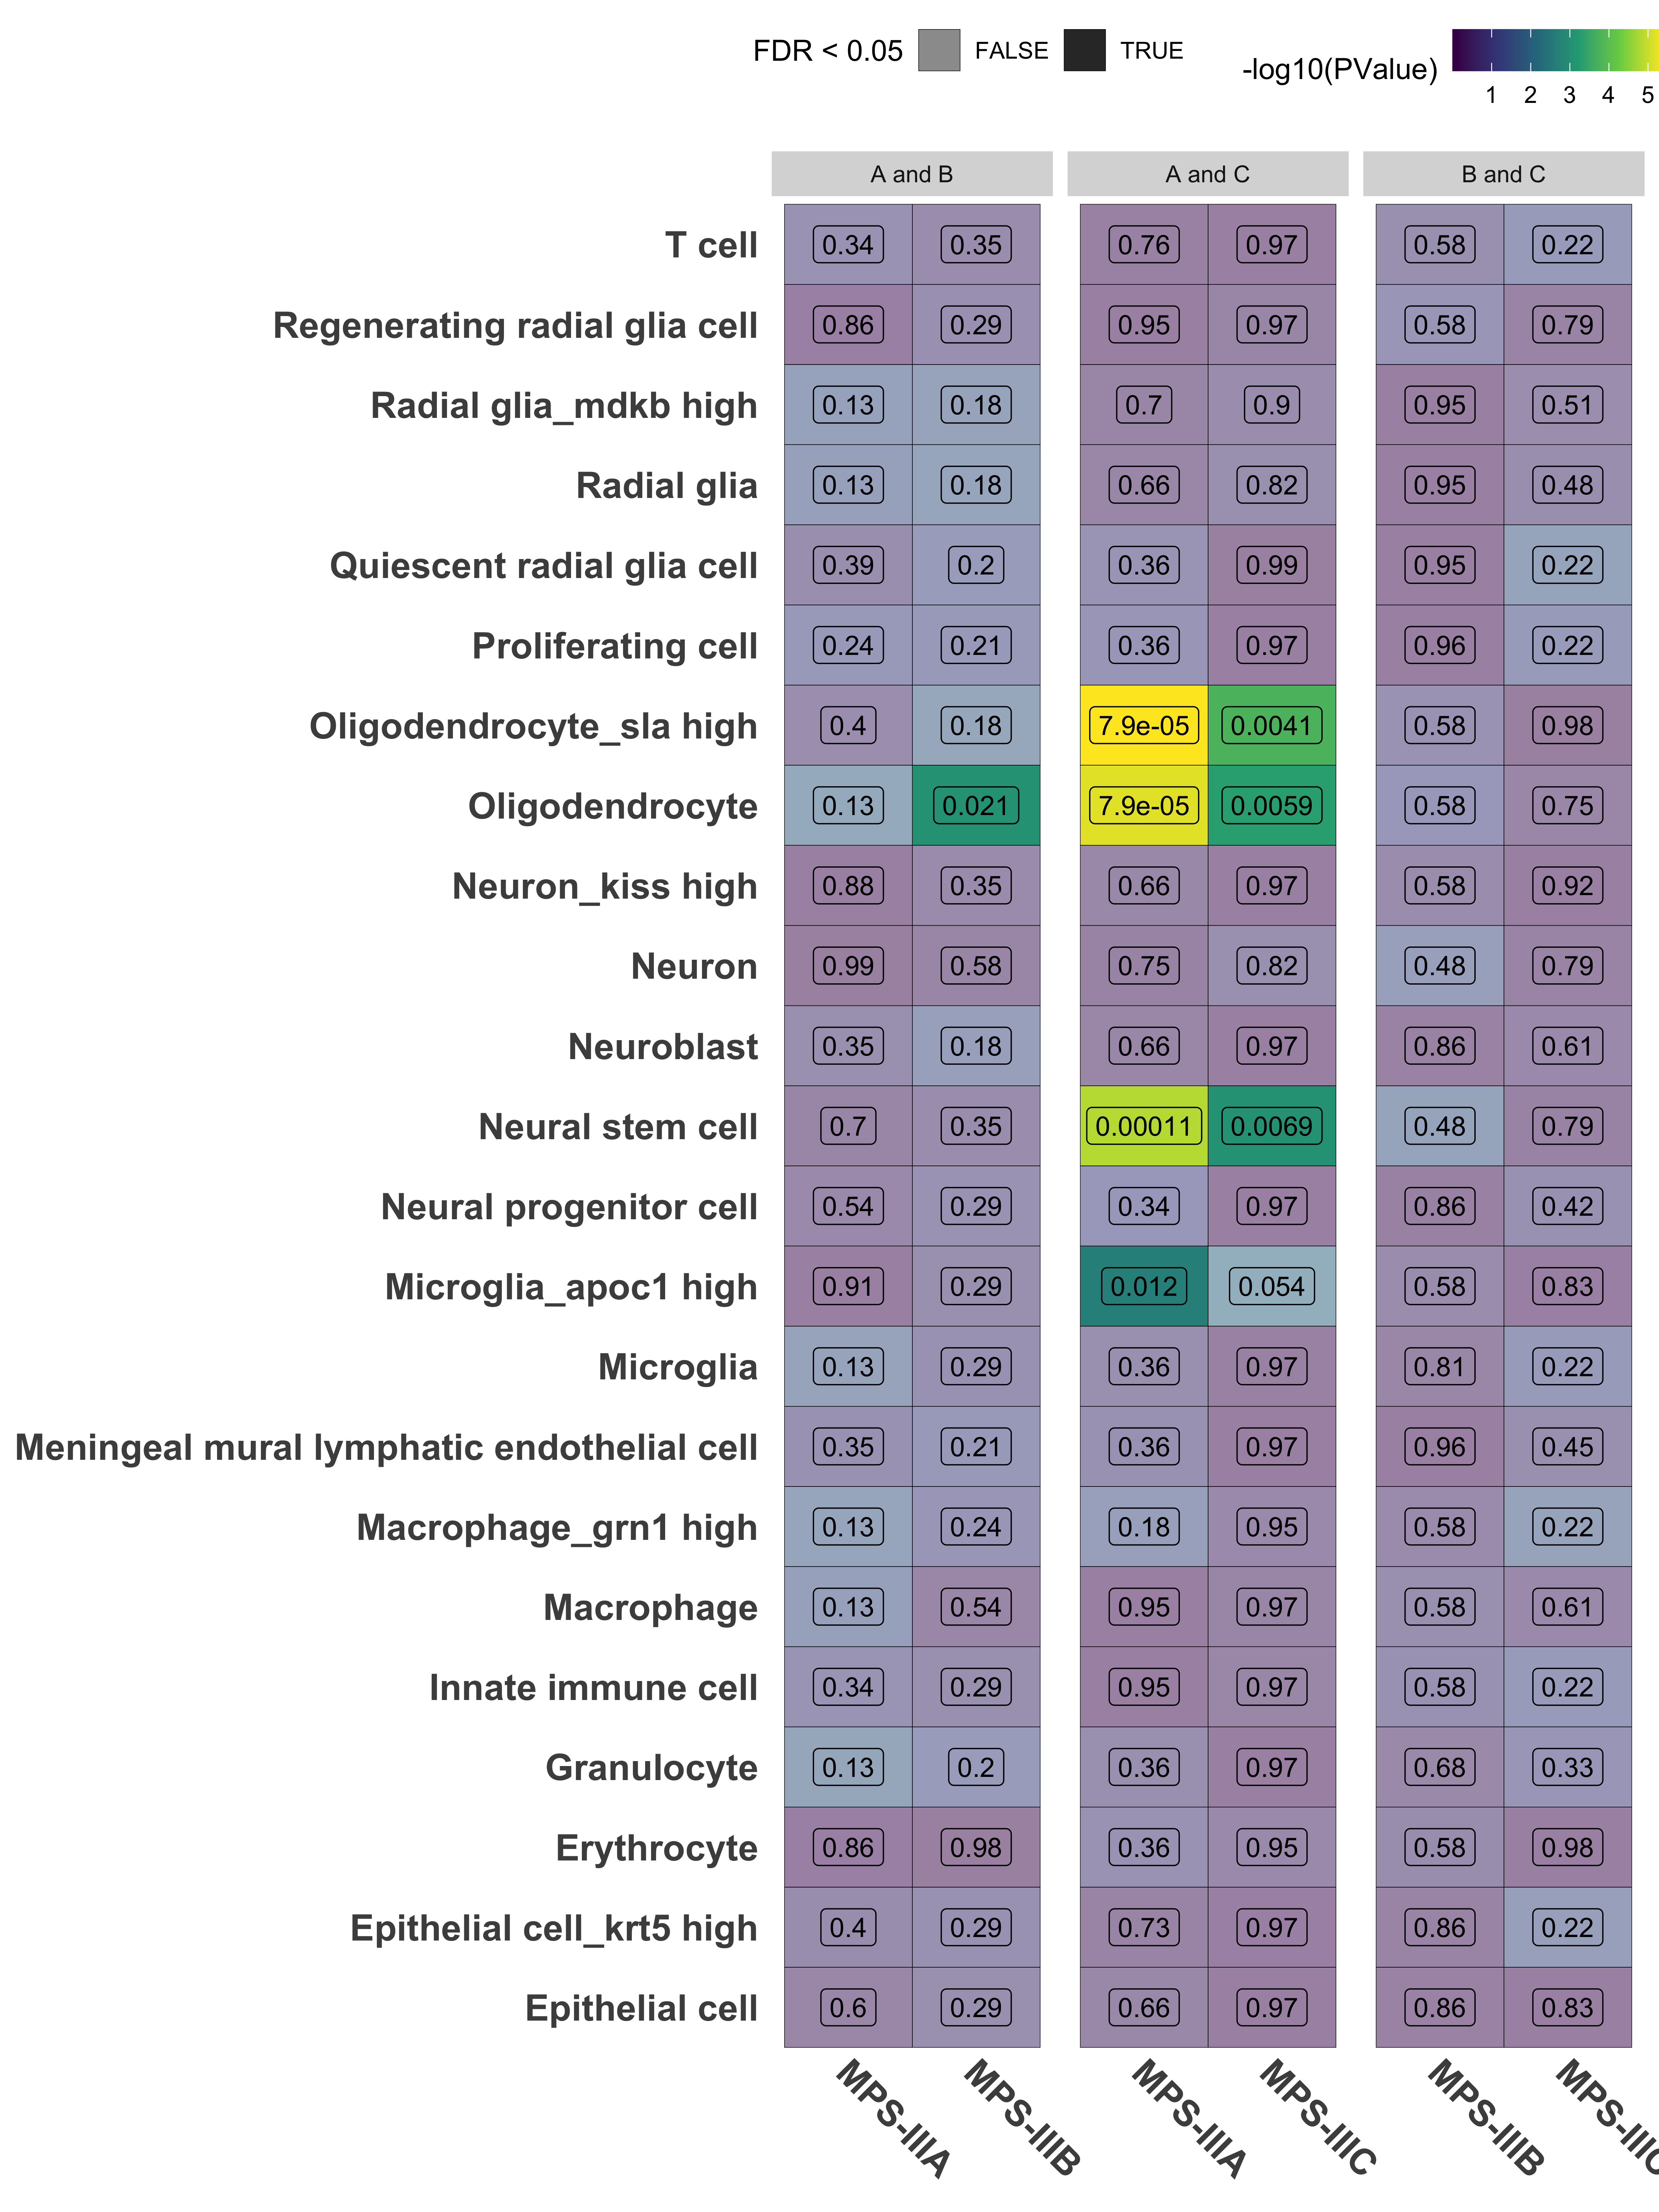 FDR < 0.05 FALSE TRUE -log10(PValue)
1 2 3 4 5
A and B A and C B and C
T cell 0.34 0.35 0.76 0.97 0.58 0.22
Regenerating radial glia cell 0.86 0.29 0.95 0.97 0.58 0.79
Radial glia_mdkb high 0.13 0.18 0.7 0.9 0.95 0.51
Radial glia 0.13 0.18 0.66 0.82 0.95 0.48
Quiescent radial glia cell 0.39 0.2 0.36 0.99 0.95 0.22
Proliferating cell 0.24 0.21 0.36 0.97 0.96 0.22
Oligodendrocyte_sla high 0.4 0.18 7.9e-05 0.0041 0.58 0.98
Oligodendrocyte 0.13 0.021 7.9e-05 0.0059 0.58 0.75
Neuron_kiss high 0.88 0.35 0.66 0.97 0.58 0.92
Neuron 0.99 0.58 0.75 0.82 0.48 0.79
Neuroblast 0.35 0.18 0.66 0.97 0.86 0.61
Neural stem cell 0.7 0.35 0.00011 0.0069 0.48 0.79
Neural progenitor cell 0.54 0.29 0.34 0.97 0.86 0.42
Microglia_apoc1 high 0.91 0.29 0.012 0.054 0.58 0.83
Microglia 0.13 0.29 0.36 0.97 0.81 0.22
Meningeal mural lymphatic endothelial cell 0.35 0.21 0.36 0.97 0.96 0.45
Macrophage_grn1 high 0.13 0.24 0.18 0.95 0.58 0.22
Macrophage 0.13 0.54 0.95 0.97 0.58 0.61
Innate immune cell 0.34 0.29 0.95 0.97 0.58 0.22
Granulocyte 0.13 0.2 0.36 0.97 0.68 0.33
Erythrocyte 0.86 0.98 0.36 0.95 0.58 0.98
Epithelial cell_krt5 high 0.4 0.29 0.73 0.97 0.86 0.22
Epithelial cell 0.6 0.29 0.66 0.97 0.86 0.83
MPS-IIIA MPS-IIIB MPS-IIIA MPS-IIIC MPS-IIIB MPS-IIIC